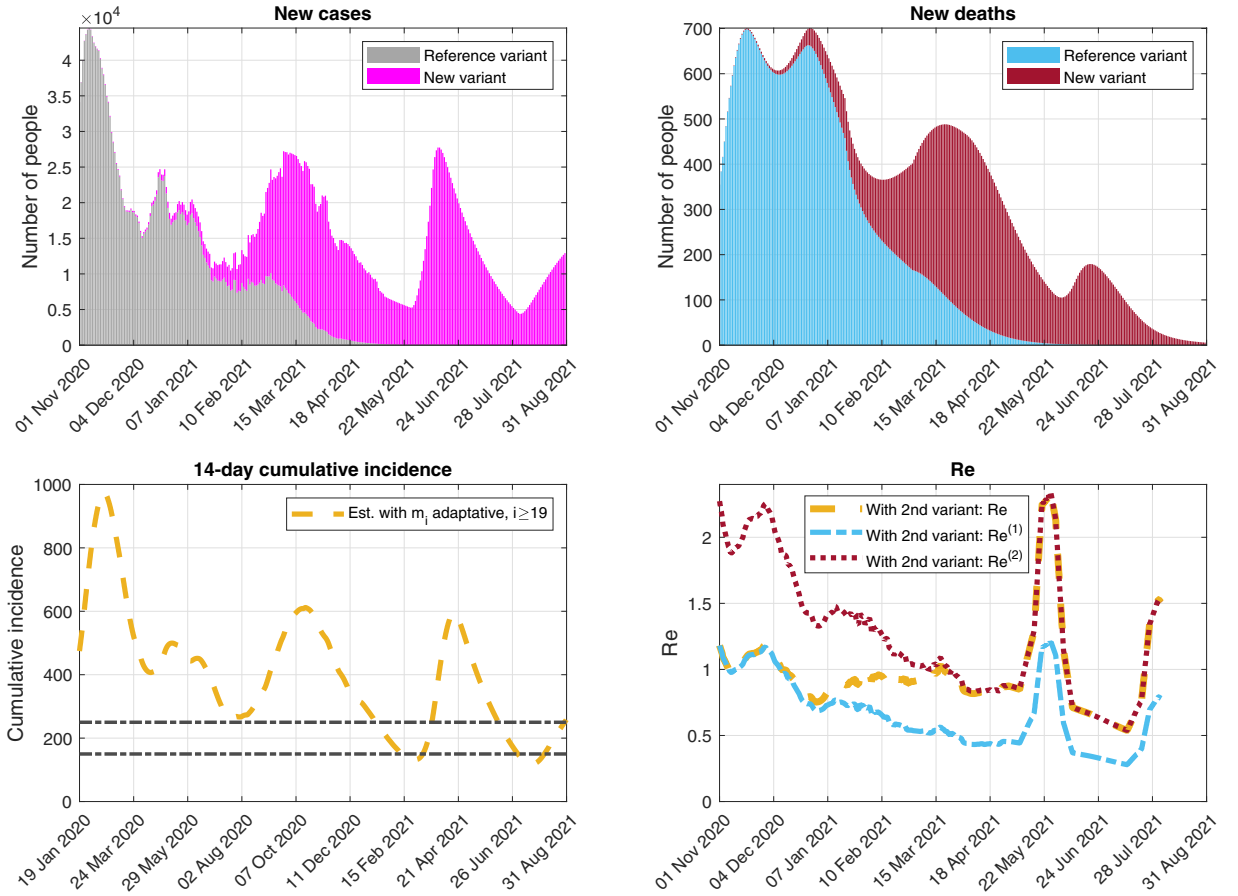 New cases
×10⁴
Number of people
4
3.5
3
2.5
2
1.5
1
0.5
0
Reference variant
New variant
01 Nov 2020
04 Dec 2020
07 Jan 2021
10 Feb 2021
15 Mar 2021
18 Apr 2021
22 May 2021
24 Jun 2021
28 Jul 2021
31 Aug 2021
New deaths
Number of people
700
600
500
400
300
200
100
0
Reference variant
New variant
01 Nov 2020
04 Dec 2020
07 Jan 2021
10 Feb 2021
15 Mar 2021
18 Apr 2021
22 May 2021
24 Jun 2021
28 Jul 2021
31 Aug 2021
14-day cumulative incidence
Cumulative incidence
1000
800
600
400
200
0
Est. with mᵢ adaptative, i≥19
19 Jan 2020
24 Mar 2020
29 May 2020
02 Aug 2020
07 Oct 2020
11 Dec 2020
15 Feb 2021
21 Apr 2021
26 Jun 2021
31 Aug 2021
Re
Re
2
1.5
1
0.5
0
With 2nd variant: Re
With 2nd variant: Re⁽¹⁾
With 2nd variant: Re⁽²⁾
01 Nov 2020
04 Dec 2020
07 Jan 2021
10 Feb 2021
15 Mar 2021
18 Apr 2021
22 May 2021
24 Jun 2021
28 Jul 2021
31 Aug 2021